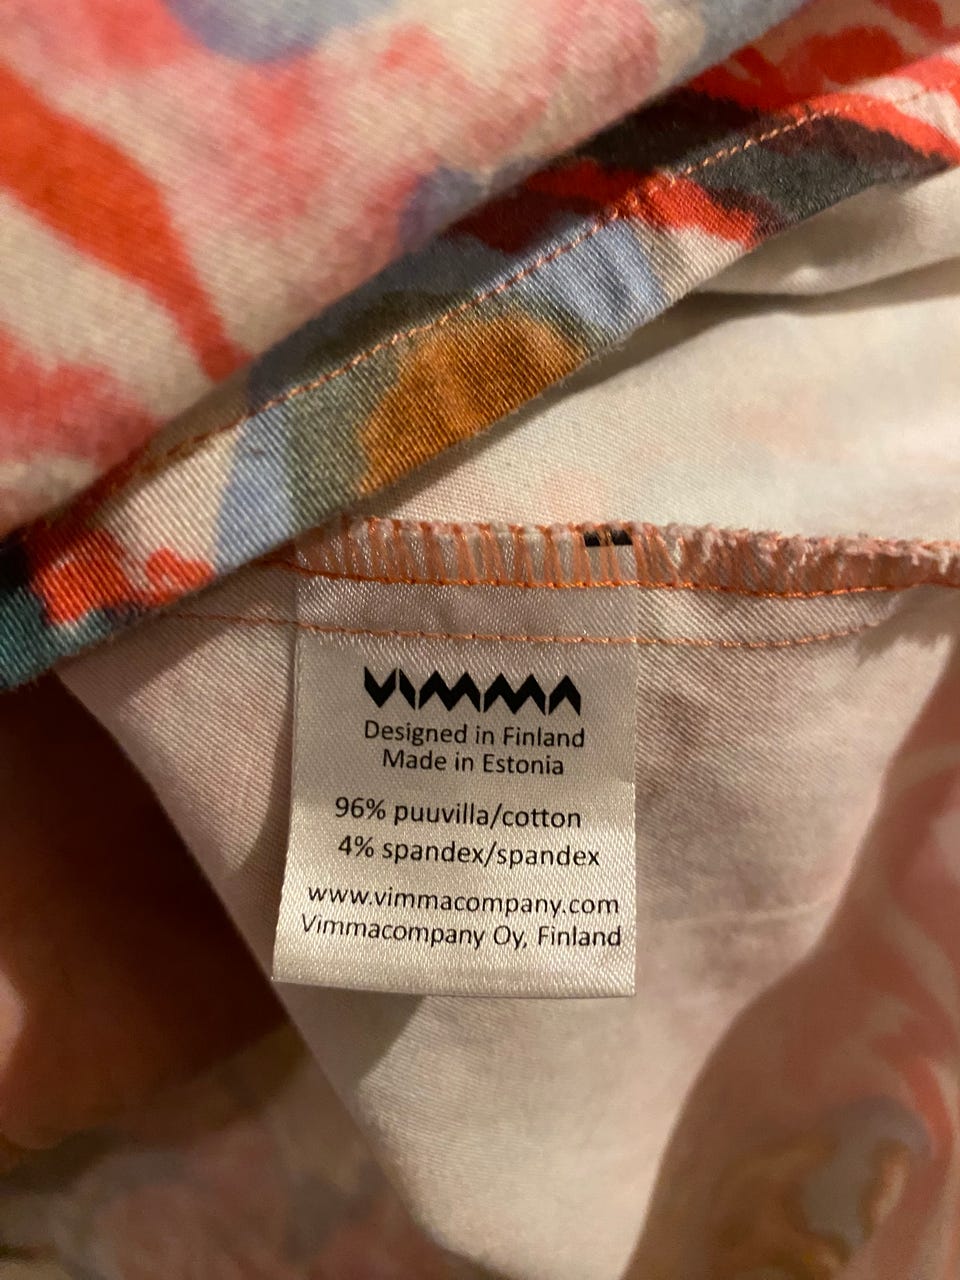 VIMMA
Designed in Finland
Made in Estonia
96% puuvilla/cotton
4% spandex/spandex
www.vimmacompany.com
Vimmacompany Oy, Finland